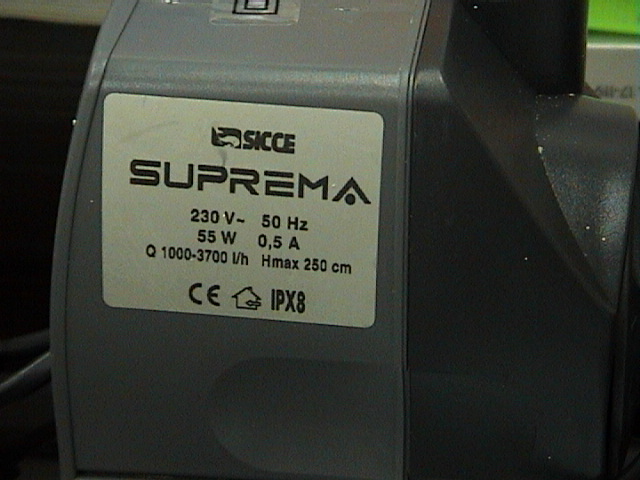 SICCE
SUPREMA
230 V~ 50 Hz
55 W 0,5 A
Q 1000-3700 l/h Hmax 250 cm
CE IPX8